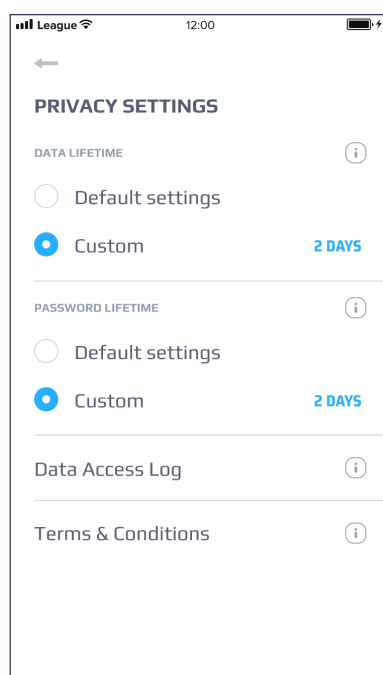 League 12:00
PRIVACY SETTINGS
DATA LIFETIME i
Default settings
Custom 2 DAYS
PASSWORD LIFETIME i
Default settings
Custom 2 DAYS
Data Access Log i
Terms & Conditions i